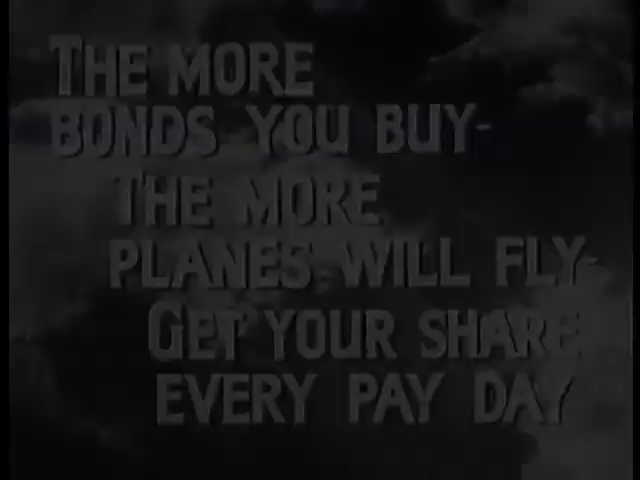 THE MORE
BONDS YOU BUY-
THE MORE
PLANES WILL FLY-
GET YOUR SHARE
EVERY PAY DAY